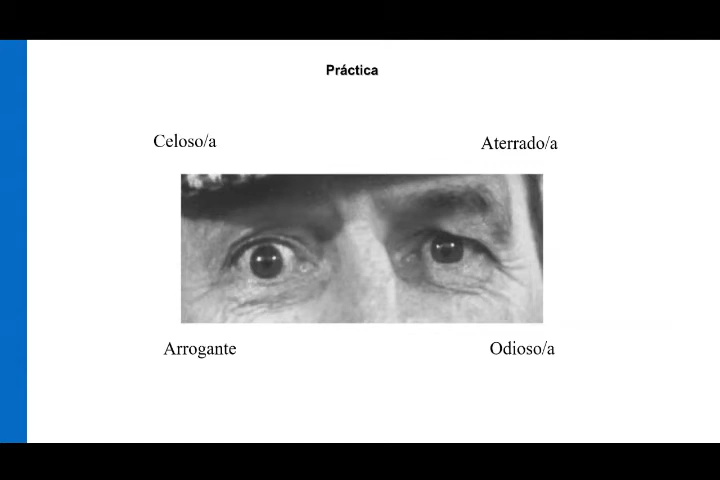 Práctica
Celoso/a
Aterrado/a
Arrogante
Odioso/a